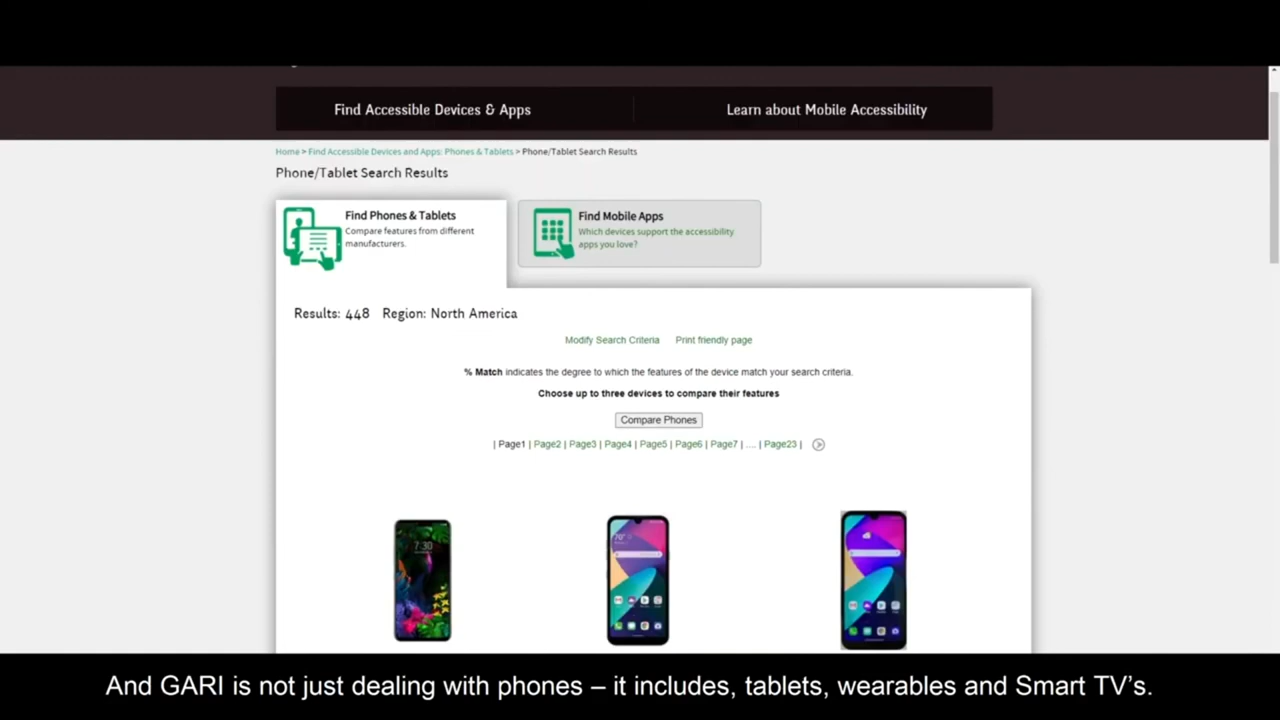 Find Accessible Devices & Apps
Learn about Mobile Accessibility
Home > Find Accessible Devices and Apps: Phones & Tablets > Phone/Tablet Search Results
Phone/Tablet Search Results
Find Phones & Tablets
Compare features from different
manufacturers.
Find Mobile Apps
Which devices support the accessibility
apps you love?
Results: 448 Region: North America
Modify Search Criteria Print friendly page
% Match indicates the degree to which the features of the device match your search criteria.
Choose up to three devices to compare their features
Compare Phones
| Page1 | Page2 | Page3 | Page4 | Page5 | Page6 | Page7 | .... | Page23 |
7:30
And GARI is not just dealing with phones – it includes, tablets, wearables and Smart TV's.